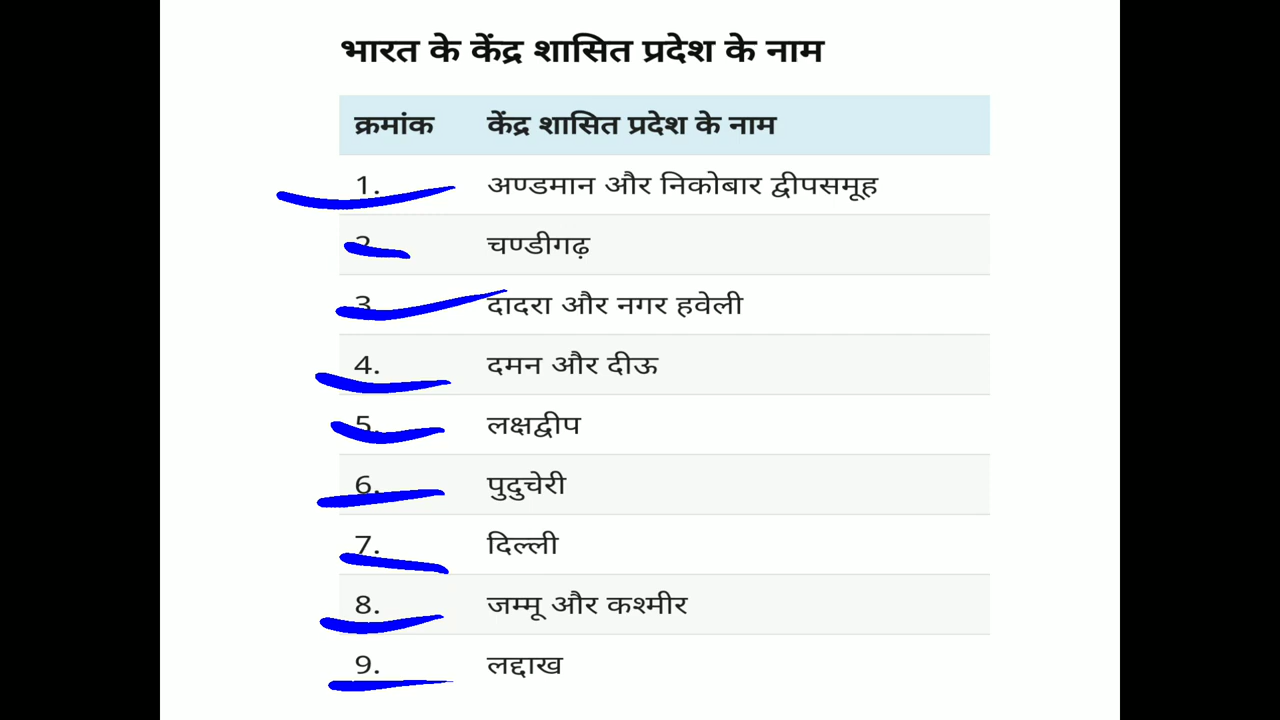 भारत के केंद्र शासित प्रदेश के नाम
क्रमांक केंद्र शासित प्रदेश के नाम
1. अण्डमान और निकोबार द्वीपसमूह
2. चण्डीगढ़
3. दादरा और नगर हवेली
4. दमन और दीऊ
5. लक्षद्वीप
6. पुदुचेरी
7. दिल्ली
8. जम्मू और कश्मीर
9. लद्दाख